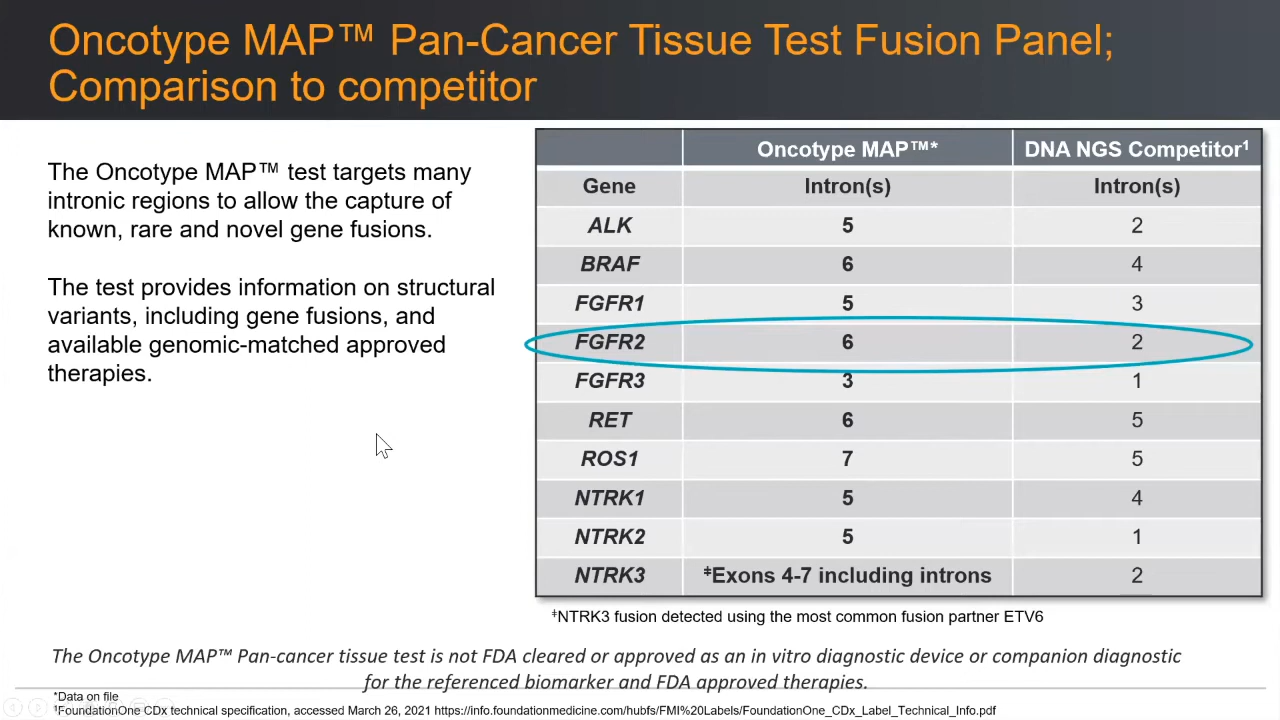 Oncotype MAP™ Pan-Cancer Tissue Test Fusion Panel;
Comparison to competitor
The Oncotype MAP™ test targets many
intronic regions to allow the capture of
known, rare and novel gene fusions.
The test provides information on structural
variants, including gene fusions, and
available genomic-matched approved
therapies.
Oncotype MAP™* DNA NGS Competitor¹
Gene Intron(s) Intron(s)
ALK 5 2
BRAF 6 4
FGFR1 5 3
FGFR2 6 2
FGFR3 3 1
RET 6 5
ROS1 7 5
NTRK1 5 4
NTRK2 5 1
NTRK3 ‡Exons 4-7 including introns 2
‡NTRK3 fusion detected using the most common fusion partner ETV6
The Oncotype MAP™ Pan-cancer tissue test is not FDA cleared or approved as an in vitro diagnostic device or companion diagnostic
for the referenced biomarker and FDA approved therapies.
*Data on file
¹FoundationOne CDx technical specification, accessed March 26, 2021 https://info.foundationmedicine.com/hubfs/FMI%20Labels/FoundationOne_CDx_Label_Technical_Info.pdf